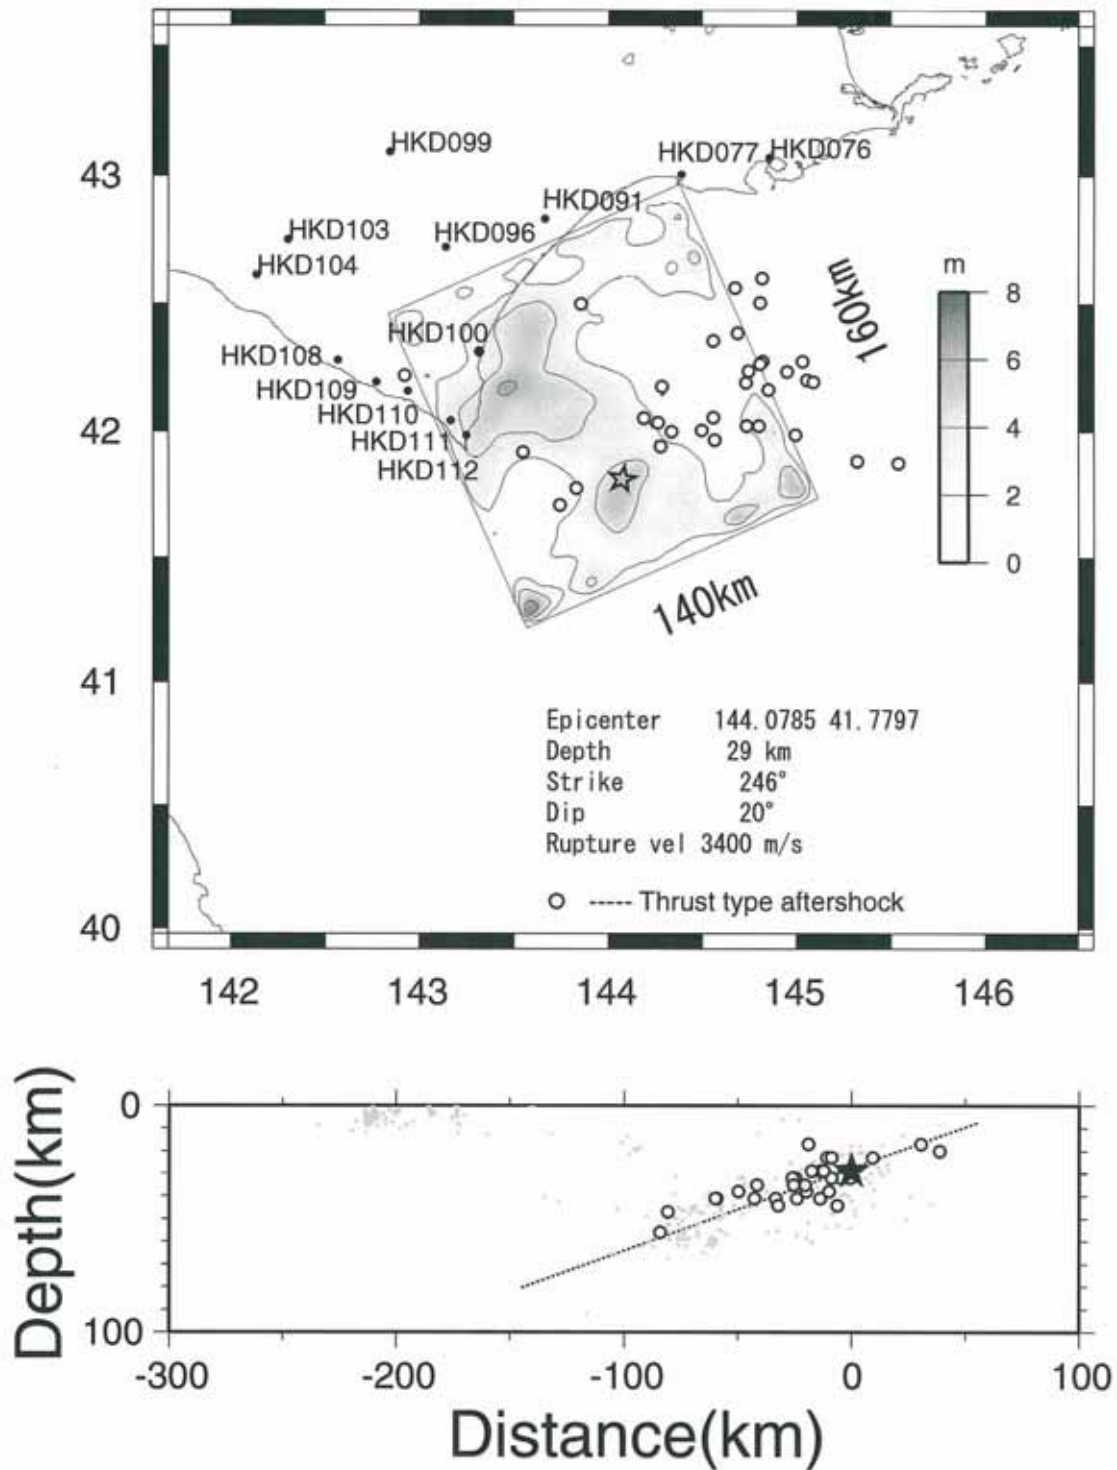 HKD099
HKD077
HKD076
43
HKD091
HKD103
HKD096
HKD104
160km
m
8
HKD100
6
HKD108
HKD109
42
HKD110
4
HKD111
HKD112
2
0
140km
41
Epicenter 144.0785 41.7797
Depth 29 km
Strike 246°
Dip 20°
Rupture vel 3400 m/s
----- Thrust type aftershock
40
142 143 144 145 146
0
Depth(km)
100
-300 -200 -100 0 100
Distance(km)